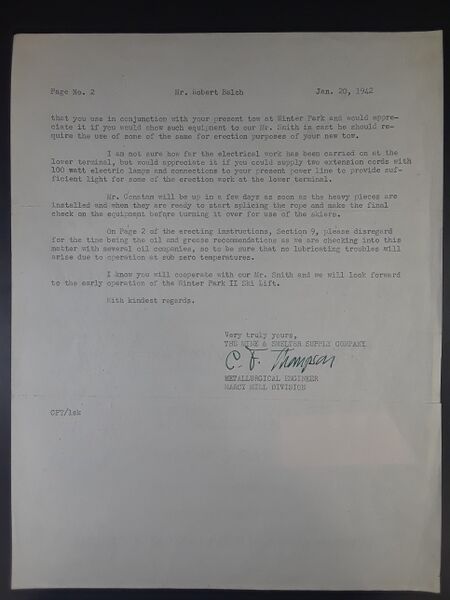 Page No. 2 Mr. Robert Balch Jan. 20, 1942
that you use in conjunction with your present tow at Winter Park and would appre-
ciate it if you would show such equipment to our Mr. Smith in cast he should re-
quire the use of some of the same for erection purposes of your new tow.
I am not sure how far the electrical work has been carried on at the
lower terminal, but would appreciate it if you could supply two extension cords with
100 watt electric lamps and connections to your present power line to provide suf-
ficient light for some of the erection work at the lower terminal.
Mr. Constam will be up in a few days as soon as the heavy pieces are
installed and when they are ready to start splicing the rope and make the final
check on the equipment before turning it over for use of the skiers.
On Page 2 of the erecting instructions, Section 9, please disregard
for the time being the oil and grease recommendations as we are checking into this
matter with several oil companies, so to be sure that no lubricating troubles will
arise due to operation at sub zero temperatures.
I know you will cooperate with our Mr. Smith and we will look forward
to the early operation of the Winter Park II Ski Lift.
With kindest regards.
Very truly yours,
THE MINE & SMELTER SUPPLY COMPANY
C. F. Thompson
METALLURGICAL ENGINEER
MARCY MILL DIVISION
CFT/lsk